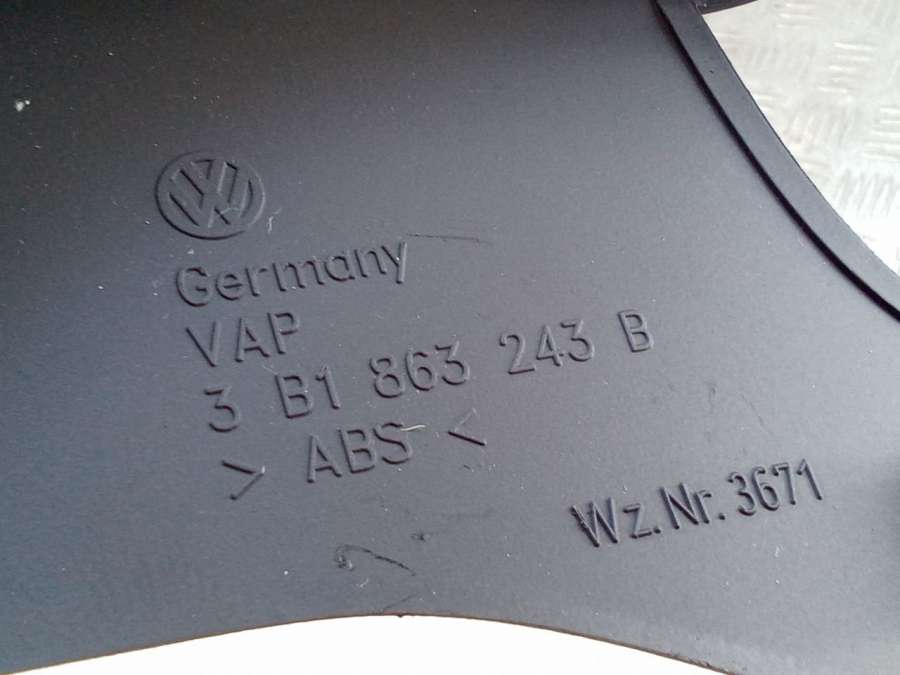 Germany
VAP
3 B1 863 243 B
> ABS <
Wz.Nr. 3671